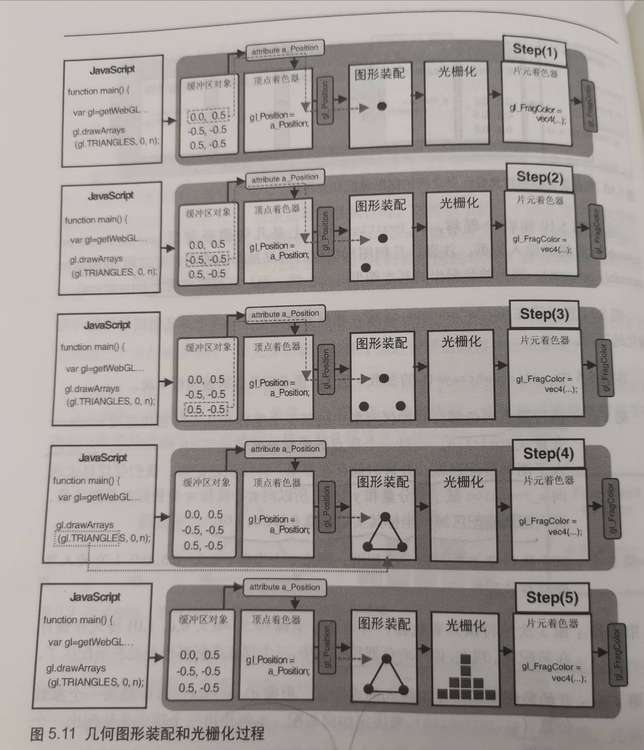 attribute a_Position
Step(1)
JavaScript
function main() {
var gl=getWebGL...
gl.drawArrays
(gl.TRIANGLES, 0, n);
缓冲区对象
0.0, 0.5
-0.5, -0.5
0.5, -0.5
顶点着色器
gl_Position =
a_Position;
gl_Position
图形装配
光栅化
片元着色器
gl_FragColor =
vec4(...);
gl_FragColor
attribute a_Position
Step(2)
JavaScript
function main() {
var gl=getWebGL...
gl.drawArrays
(gl.TRIANGLES, 0, n);
缓冲区对象
0.0, 0.5
-0.5, -0.5
0.5, -0.5
顶点着色器
gl_Position =
a_Position;
gl_Position
图形装配
光栅化
片元着色器
gl_FragColor =
vec4(...);
gl_FragColor
attribute a_Position
Step(3)
JavaScript
function main() {
var gl=getWebGL...
gl.drawArrays
(gl.TRIANGLES, 0, n);
缓冲区对象
0.0, 0.5
-0.5, -0.5
0.5, -0.5
顶点着色器
gl_Position =
a_Position;
gl_Position
图形装配
光栅化
片元着色器
gl_FragColor =
vec4(...);
gl_FragColor
attribute a_Position
Step(4)
JavaScript
function main() {
var gl=getWebGL...
gl.drawArrays
(gl.TRIANGLES, 0, n);
缓冲区对象
0.0, 0.5
-0.5, -0.5
0.5, -0.5
顶点着色器
gl_Position =
a_Position;
gl_Position
图形装配
光栅化
片元着色器
gl_FragColor =
vec4(...);
gl_FragColor
attribute a_Position
Step(5)
JavaScript
function main() {
var gl=getWebGL...
gl.drawArrays
(gl.TRIANGLES, 0, n);
缓冲区对象
0.0, 0.5
-0.5, -0.5
0.5, -0.5
顶点着色器
gl_Position =
a_Position;
gl_Position
图形装配
光栅化
片元着色器
gl_FragColor =
vec4(...);
gl_FragColor
图 5.11 几何图形装配和光栅化过程